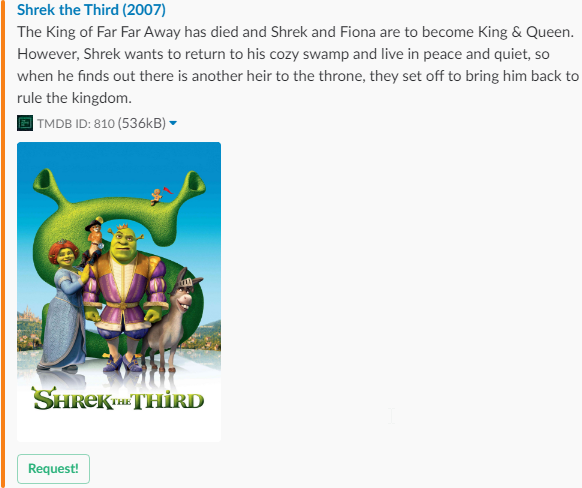 Shrek the Third (2007)
The King of Far Far Away has died and Shrek and Fiona are to become King & Queen.
However, Shrek wants to return to his cozy swamp and live in peace and quiet, so
when he finds out there is another heir to the throne, they set off to bring him back to
rule the kingdom.
TMDB ID: 810 (536kB)
SHREK THE THIRD
Request!